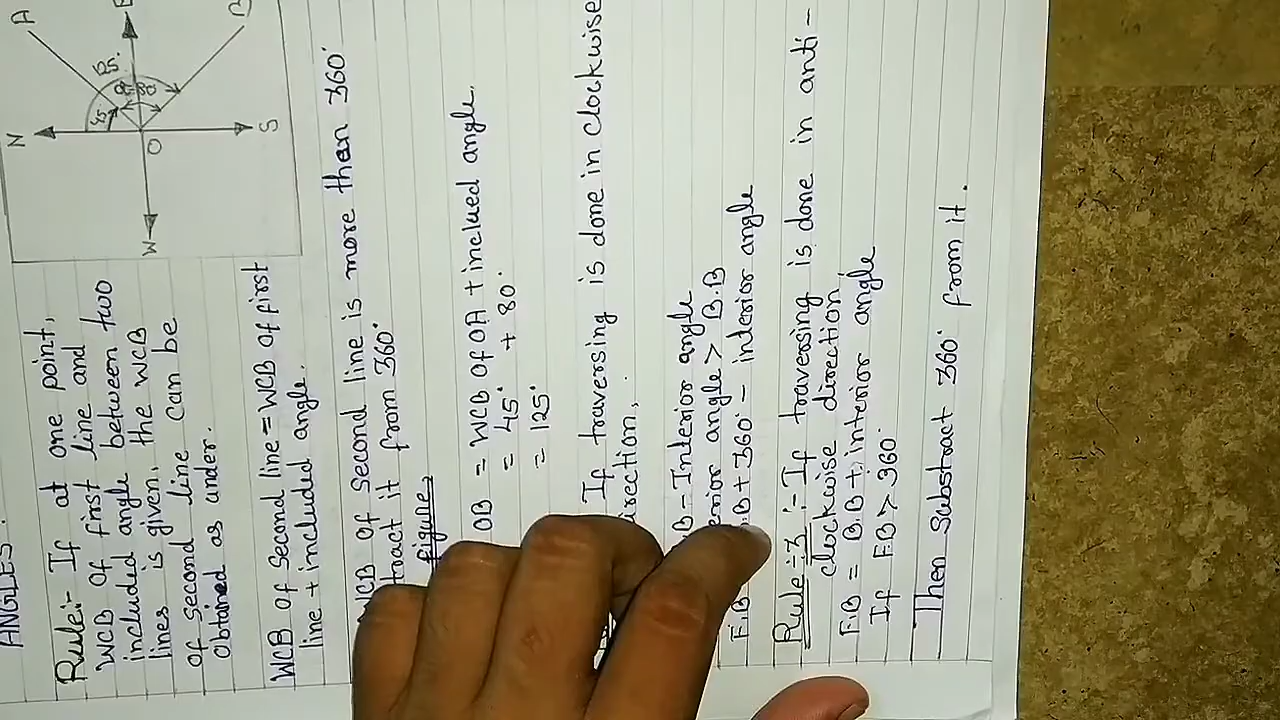 ANGLES.
Rule:- If at one point,
WCB of first line and
included angle between two
lines is given, the WCB
of second line can be
obtained as under.
N
A
125°
45°
O
W
S
WCB of second line = WCB of first
line + included angle.
WCB of second line is more than 360°
it from 360°
figure
OB = WCB of OA + inclued angle.
= 45° + 80°
= 125°
If traversing is done in clockwise
direction.
B - Interior angle
angle > B.B
F.B B + 360° - interior angle
Rule:-3 :- If traversing is done in anti-
clockwise direction
F.B = B.B + interior angle
If F.B > 360°
Then Substact 360° from it.